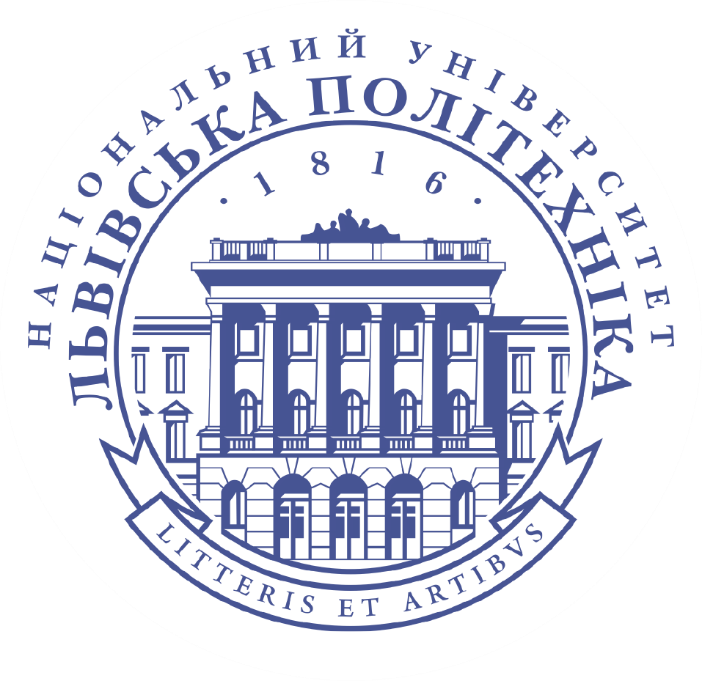 НАЦІОНАЛЬНИЙ УНІВЕРСИТЕТ
ЛЬВІВСЬКА ПОЛІТЕХНІКА
· 1 8 1 6 ·
LITTERIS ET ARTIBVS